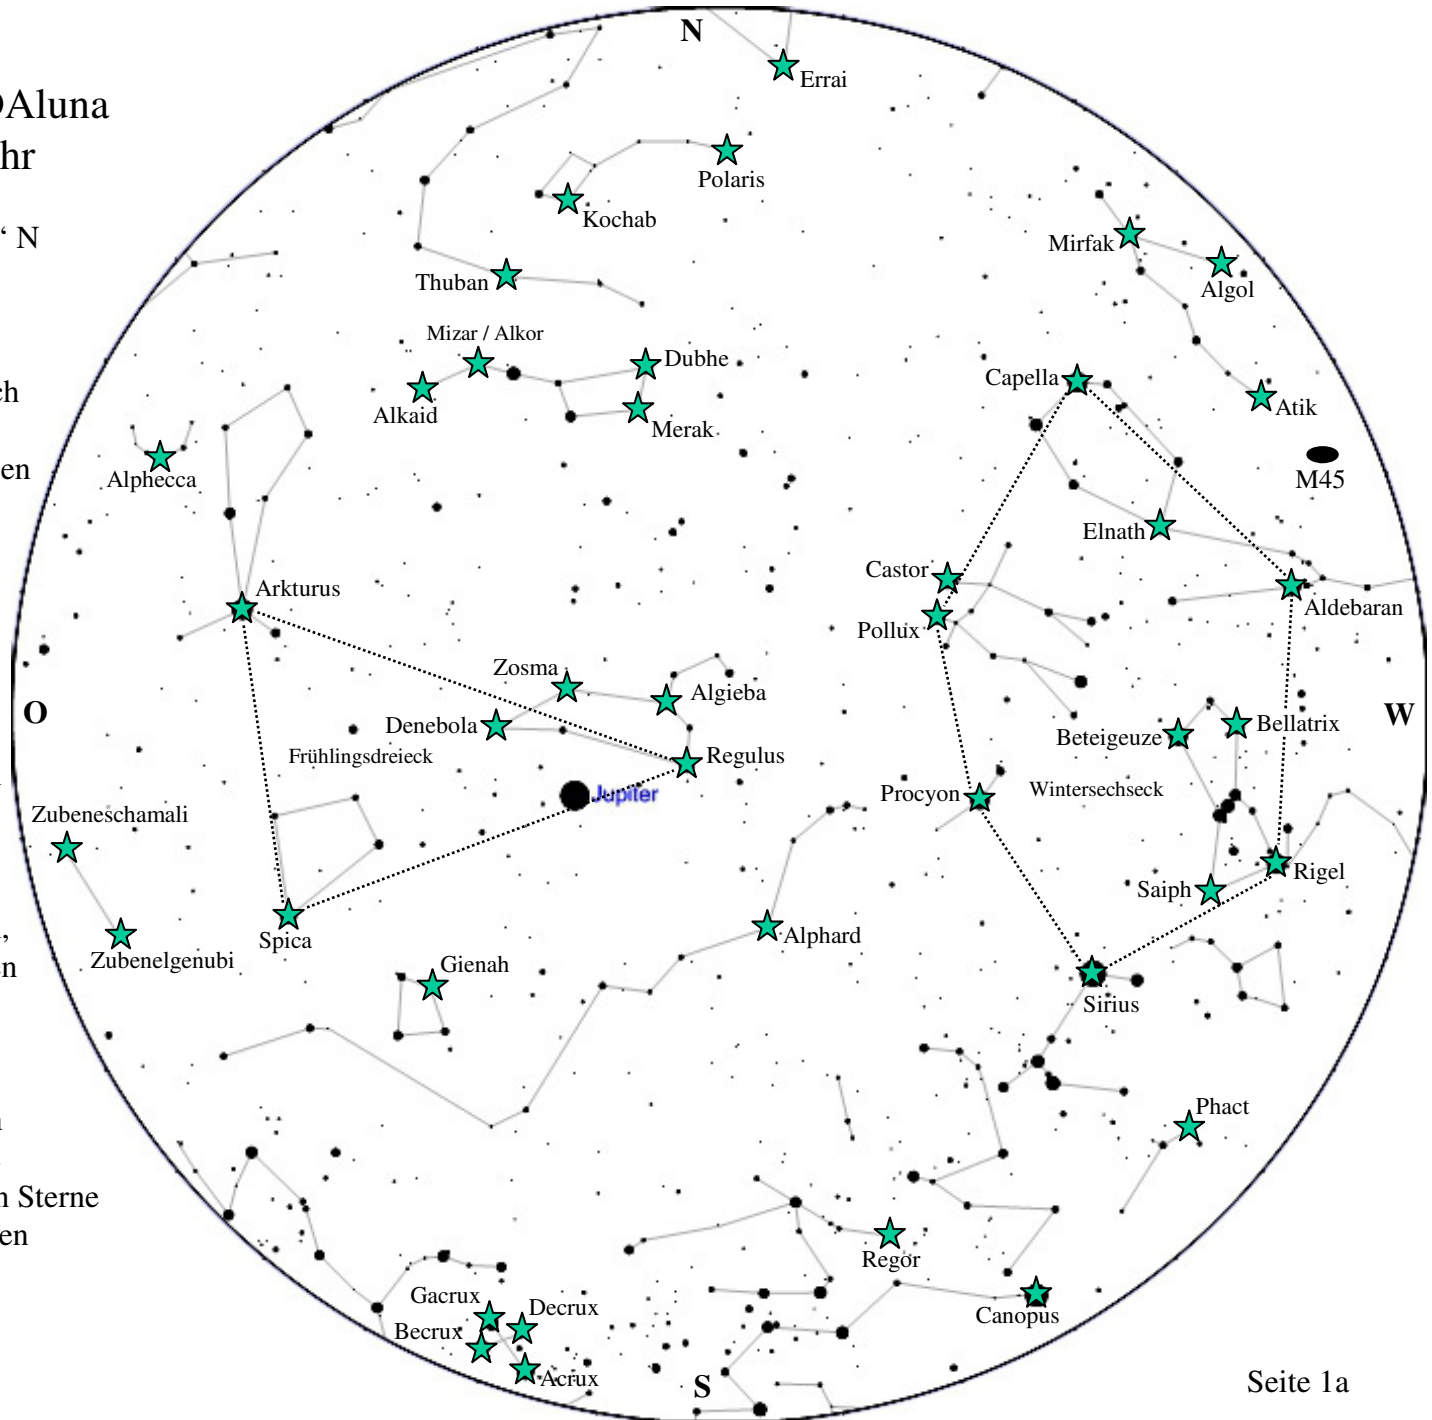 N
Errai
Aluna
hr
Polaris
Kochab
“ N
Mirfak
Algol
Thuban
Mizar / Alkor
Dubhe
Capella
ch
Alkaid
Atik
Merak
en
Alphecca
M45
Elnath
Castor
Arkturus
Aldebaran
Pollux
Zosma
Algieba
O
W
Denebola
Bellatrix
Beteigeuze
Frühlingsdreieck
Regulus
Jupiter
Procyon
Wintersechseck
Zubeneschamali
Rigel
Saiph
Spica
Alphard
,
Zubenelgenubi
en
Gienah
Sirius
Phact
n Sterne
en
Regor
Gacrux
Decrux
Canopus
Becrux
Acrux
S
Seite 1a